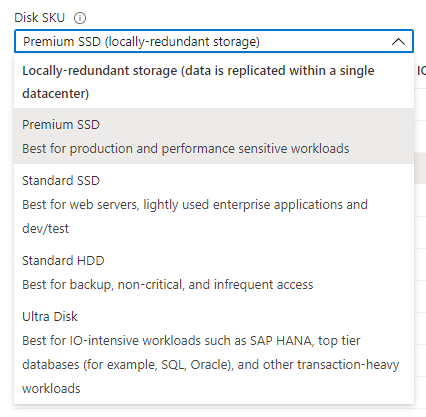 Disk SKU
Premium SSD (locally-redundant storage)
Locally-redundant storage (data is replicated within a single
datacenter)
Premium SSD
Best for production and performance sensitive workloads
Standard SSD
Best for web servers, lightly used enterprise applications and
dev/test
Standard HDD
Best for backup, non-critical, and infrequent access
Ultra Disk
Best for IO-intensive workloads such as SAP HANA, top tier
databases (for example, SQL, Oracle), and other transaction-heavy
workloads